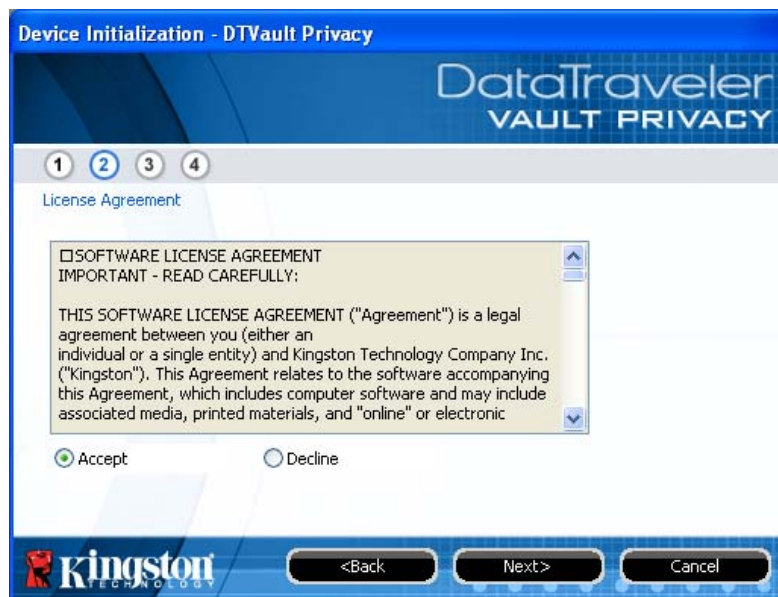 Device Initialization - DTVault Privacy
DataTraveler
VAULT PRIVACY
1 2 3 4
License Agreement
□SOFTWARE LICENSE AGREEMENT
IMPORTANT - READ CAREFULLY:
THIS SOFTWARE LICENSE AGREEMENT ("Agreement") is a legal
agreement between you (either an
individual or a single entity) and Kingston Technology Company Inc.
("Kingston"). This Agreement relates to the software accompanying
this Agreement, which includes computer software and may include
associated media, printed materials, and "online" or electronic
Accept Decline
Kingston
TECHNOLOGY
<Back Next> Cancel